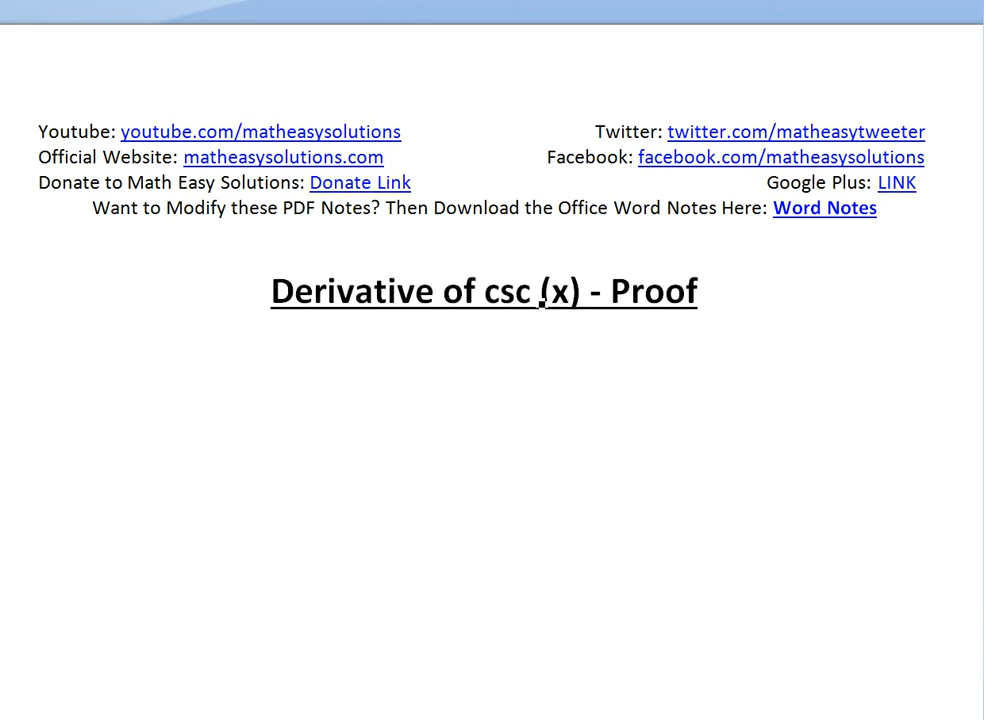 Youtube: youtube.com/matheasysolutions Twitter: twitter.com/matheasytweeter
Official Website: matheasysolutions.com Facebook: facebook.com/matheasysolutions
Donate to Math Easy Solutions: Donate Link Google Plus: LINK
Want to Modify these PDF Notes? Then Download the Office Word Notes Here: Word Notes
Derivative of csc (x) - Proof